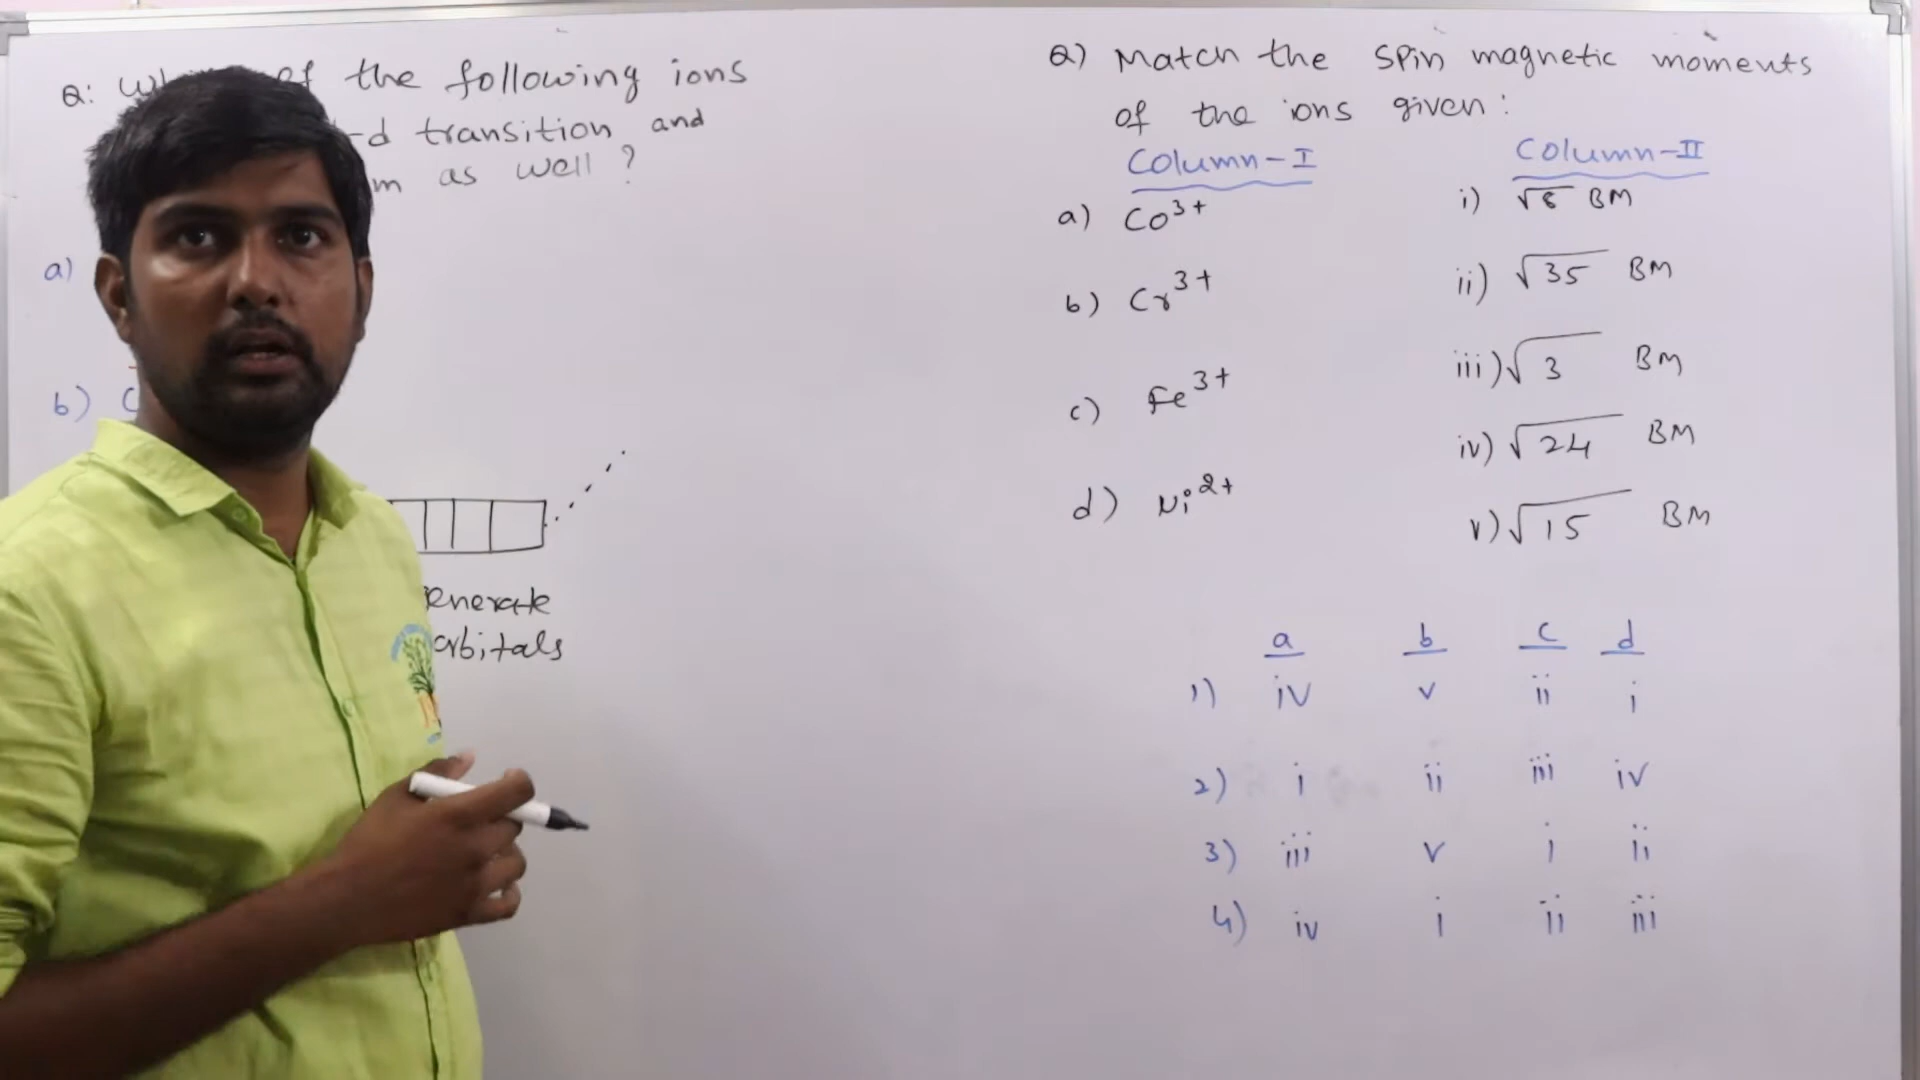 Q: of the following ions
-d transition and
m as well ?
a)
b) C
enerate
orbitals
Q) Match the spin magnetic moments
of the ions given :
Column-I Column-II
a) Co³⁺ i) √8 BM
b) Cr³⁺ ii) √35 BM
c) Fe³⁺ iii) √3 BM
d) Ni²⁺ iv) √24 BM
v) √15 BM
a b c d
1) iv v ii i
2) i ii iii iv
3) iii v i ii
4) iv i ii iii